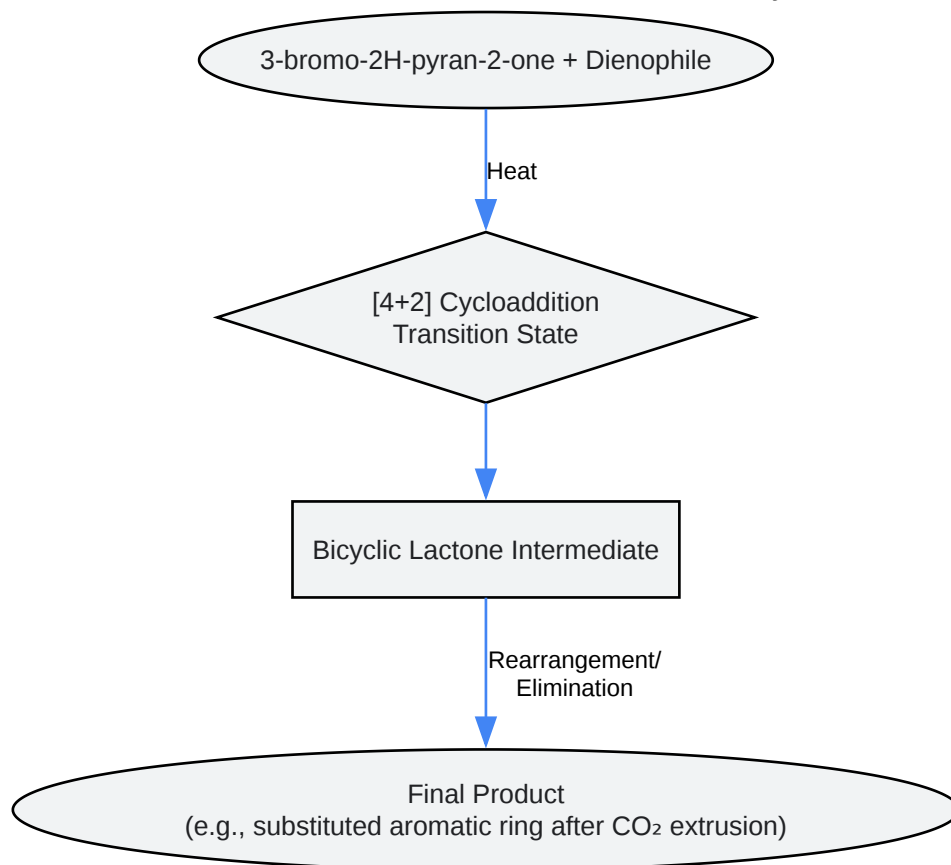 3-bromo-2H-pyran-2-one + Dienophile
Heat
[4+2] Cycloaddition
Transition State
Bicyclic Lactone Intermediate
Rearrangement/
Elimination
Final Product
(e.g., substituted aromatic ring after CO₂ extrusion)